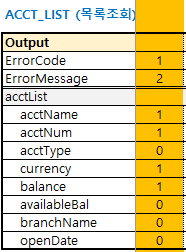 ACCT_LIST (목록조회)
Output
ErrorCode 1
ErrorMessage 2
acctList
acctName 1
acctNum 1
acctType 0
currency 1
balance 1
availableBal 0
branchName 0
openDate 0